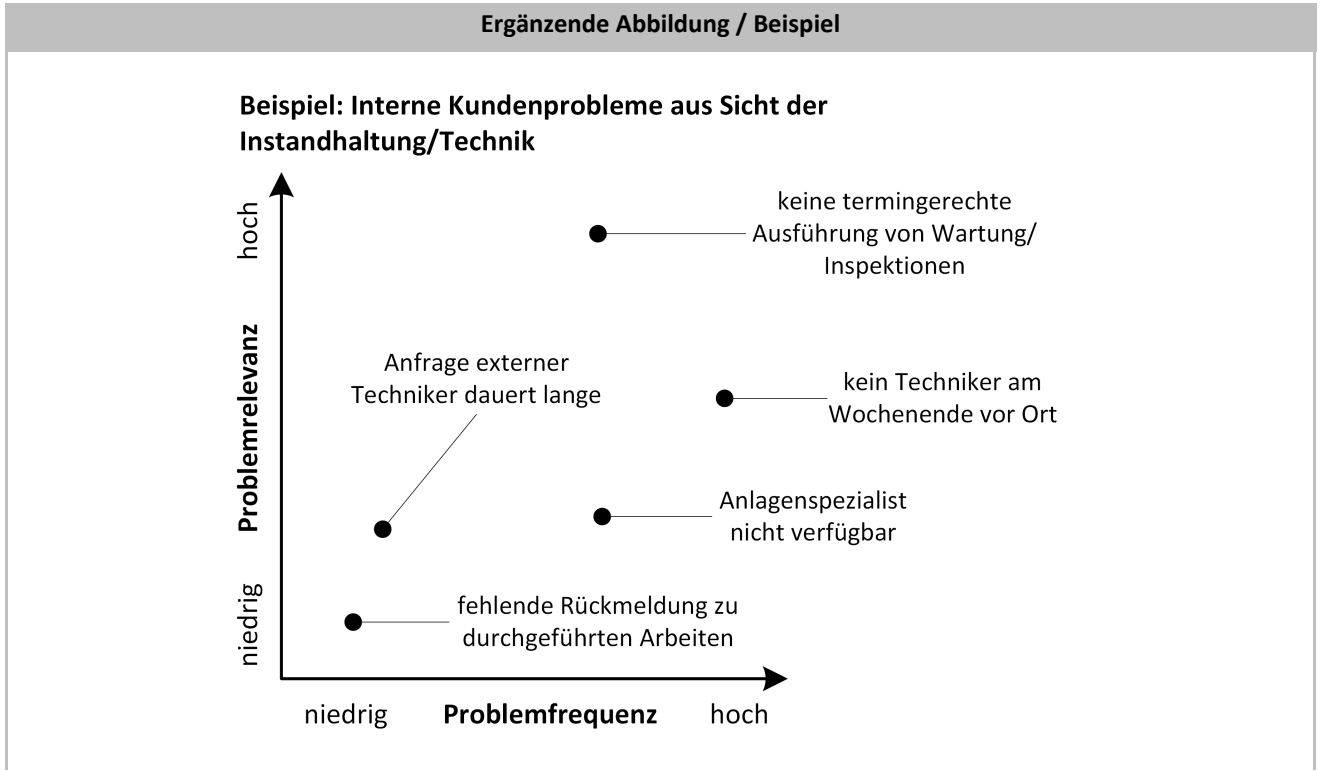 Ergänzende Abbildung / Beispiel
Beispiel: Interne Kundenprobleme aus Sicht der
Instandhaltung/Technik
hoch
Problemrelevanz
niedrig
keine termingerechte
Ausführung von Wartung/
Inspektionen
Anfrage externer
Techniker dauert lange
kein Techniker am
Wochenende vor Ort
Anlagenspezialist
nicht verfügbar
fehlende Rückmeldung zu
durchgeführten Arbeiten
niedrig Problemfrequenz hoch